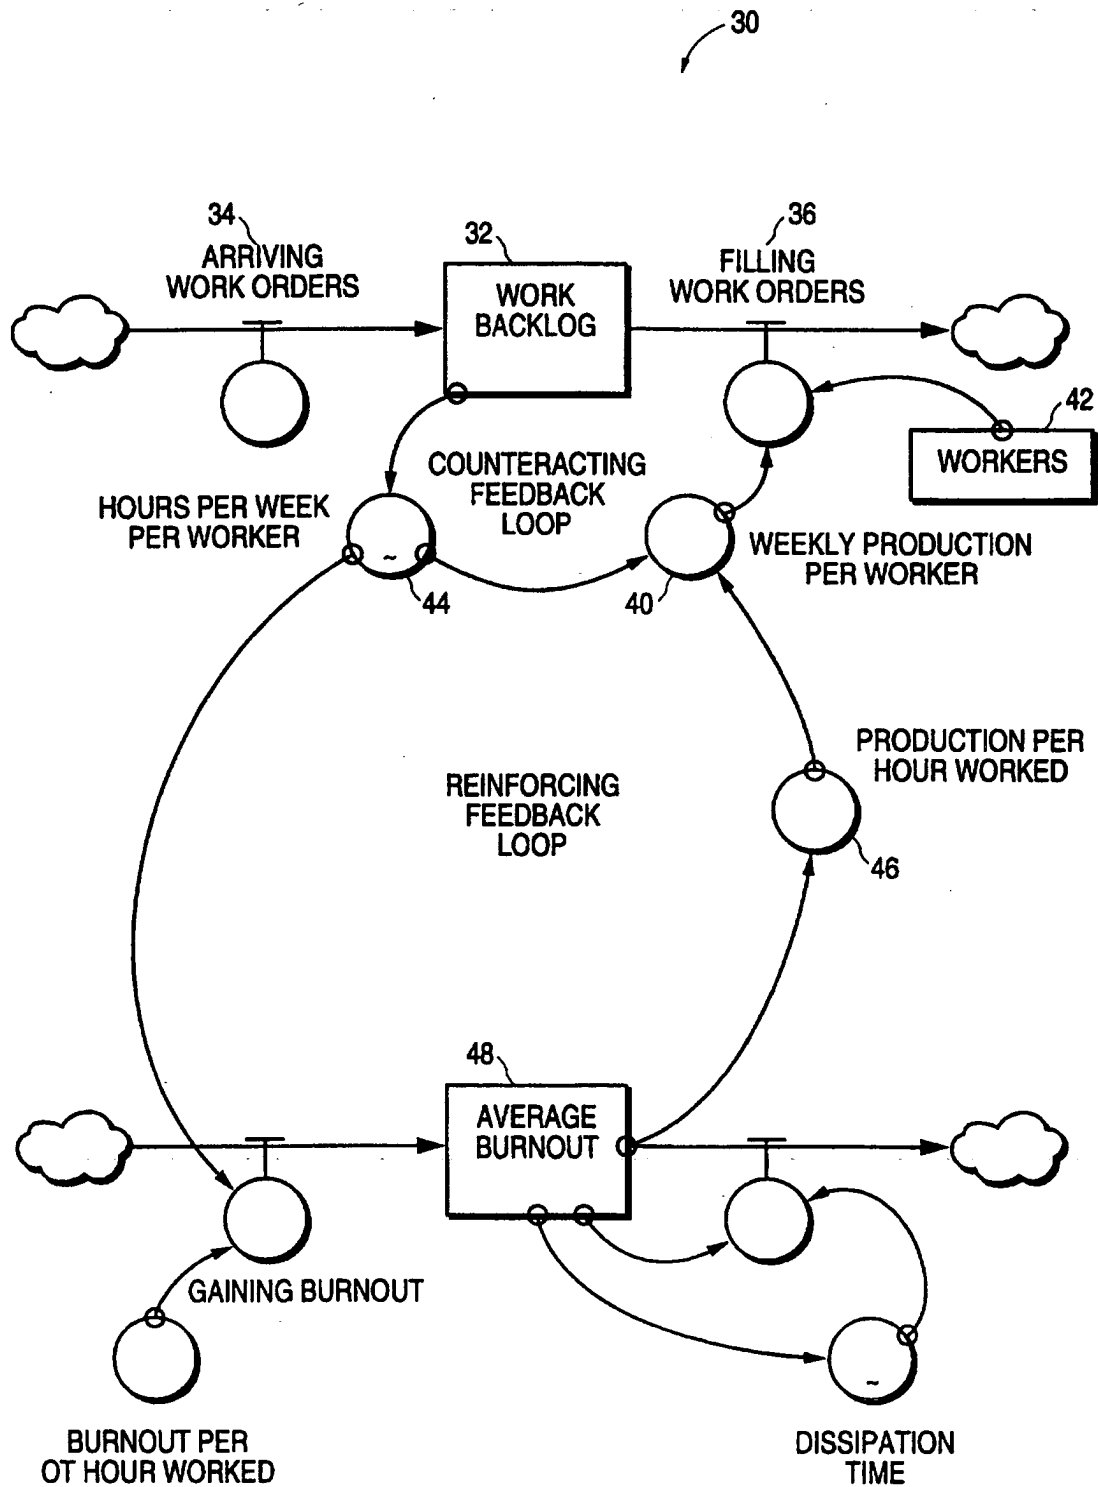 30
34
ARRIVING
WORK ORDERS
32
WORK
BACKLOG
36
FILLING
WORK ORDERS
42
WORKERS
HOURS PER WEEK
PER WORKER
~
44
COUNTERACTING
FEEDBACK
LOOP
40
WEEKLY PRODUCTION
PER WORKER
PRODUCTION PER
HOUR WORKED
46
REINFORCING
FEEDBACK
LOOP
48
AVERAGE
BURNOUT
GAINING BURNOUT
BURNOUT PER
OT HOUR WORKED
~
DISSIPATION
TIME